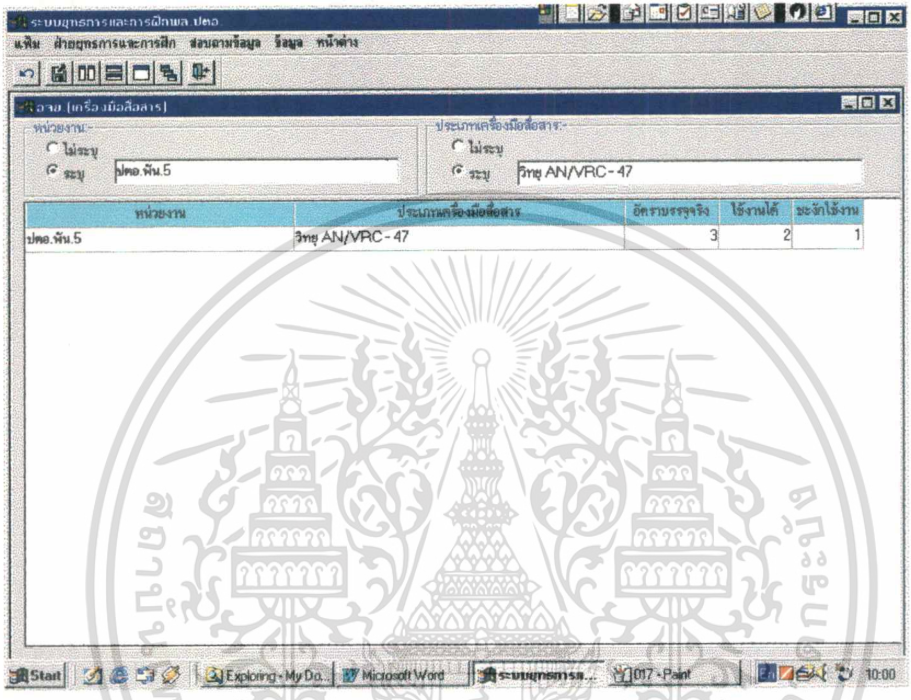 ระบบยุทธการและการฝึกพล.ปตอ.
แฟ้ม ฝ่ายยุทธการและการฝึก สอบถามข้อมูล ข้อมูล หน้าต่าง
อจย (เครื่องมือสื่อสาร)
หน่วยงาน:- ประเภทเครื่องมือสื่อสาร:-
ไม่ระบุ ไม่ระบุ
ระบุ ปตอ.พัน.5 ระบุ วิทยุ AN/VRC - 47
หน่วยงาน ประเภทเครื่องมือสื่อสาร อัตราบรรจุจริง ใช้งานได้ ชะงักใช้งาน
ปตอ.พัน.5 วิทยุ AN/VRC - 47 3 2 1
Start Exploring - My Do... Microsoft Word ระบบยุทธการแ... 017 - Paint 10:00